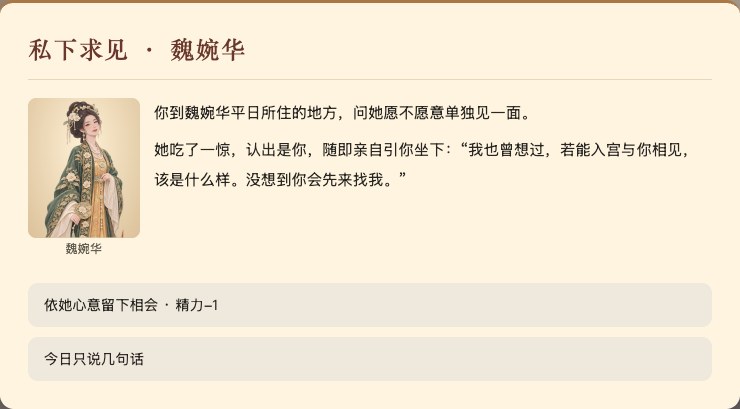 私下求见 · 魏婉华
你到魏婉华平日所住的地方，问她愿不愿意单独见一面。
她吃了一惊，认出是你，随即亲自引你坐下：“我也曾想过，若能入宫与你相见，
该是什么样。没想到你会先来找我。”
魏婉华
依她心意留下相会 · 精力−1
今日只说几句话